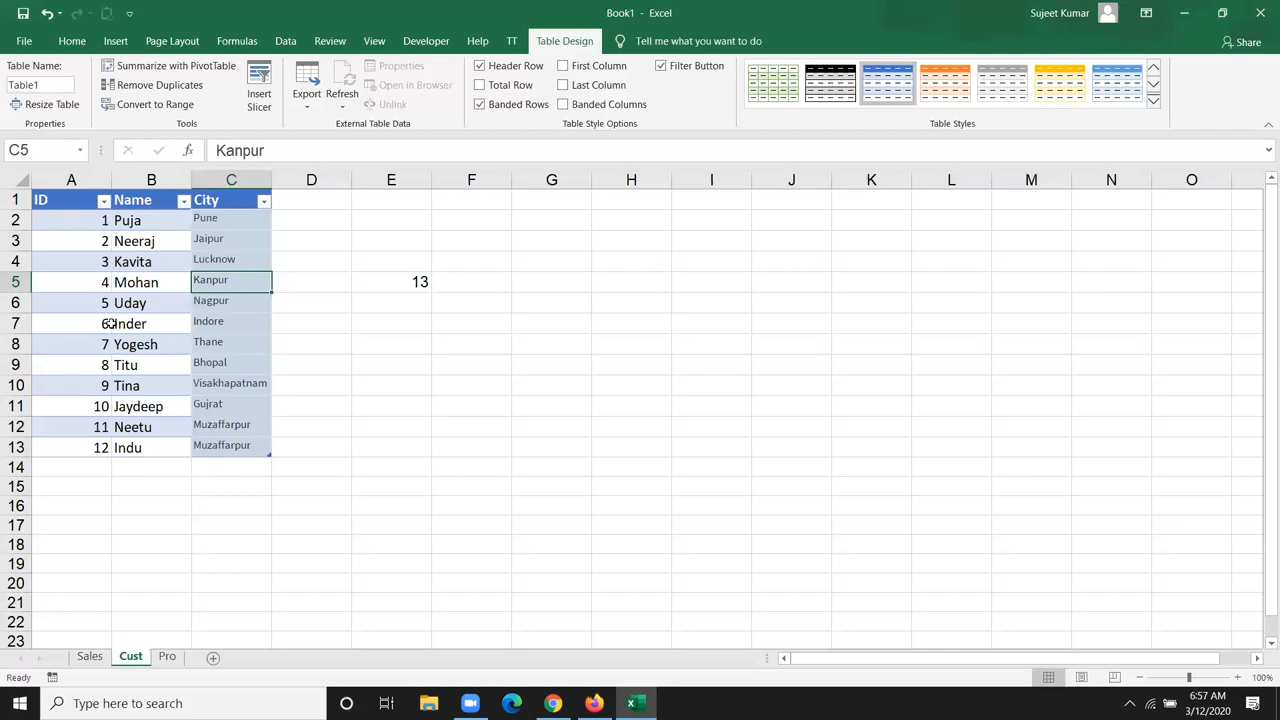 Book1 - Excel
Sujeet Kumar
File Home Insert Page Layout Formulas Data Review View Developer Help TT Table Design Tell me what you want to do Share
Table Name:
Table1
Resize Table
Properties
Summarize with PivotTable
Remove Duplicates
Convert to Range
Tools
Insert
Slicer
Export
Refresh
Properties
Open in Browser
Unlink
External Table Data
Header Row
Total Row
Banded Rows
First Column
Last Column
Banded Columns
Filter Button
Table Style Options
Table Styles
C5
fx
Kanpur
A B C D E F G H I J K L M N O
1 ID Name City
2 1 Puja Pune
3 2 Neeraj Jaipur
4 3 Kavita Lucknow
5 4 Mohan Kanpur 13
6 5 Uday Nagpur
7 6 Inder Indore
8 7 Yogesh Thane
9 8 Titu Bhopal
10 9 Tina Visakhapatnam
11 10 Jaydeep Gujrat
12 11 Neetu Muzaffarpur
13 12 Indu Muzaffarpur
14
15
16
17
18
19
20
21
22
23
Sales Cust Pro
Ready
100%
Type here to search
6:57 AM
3/12/2020